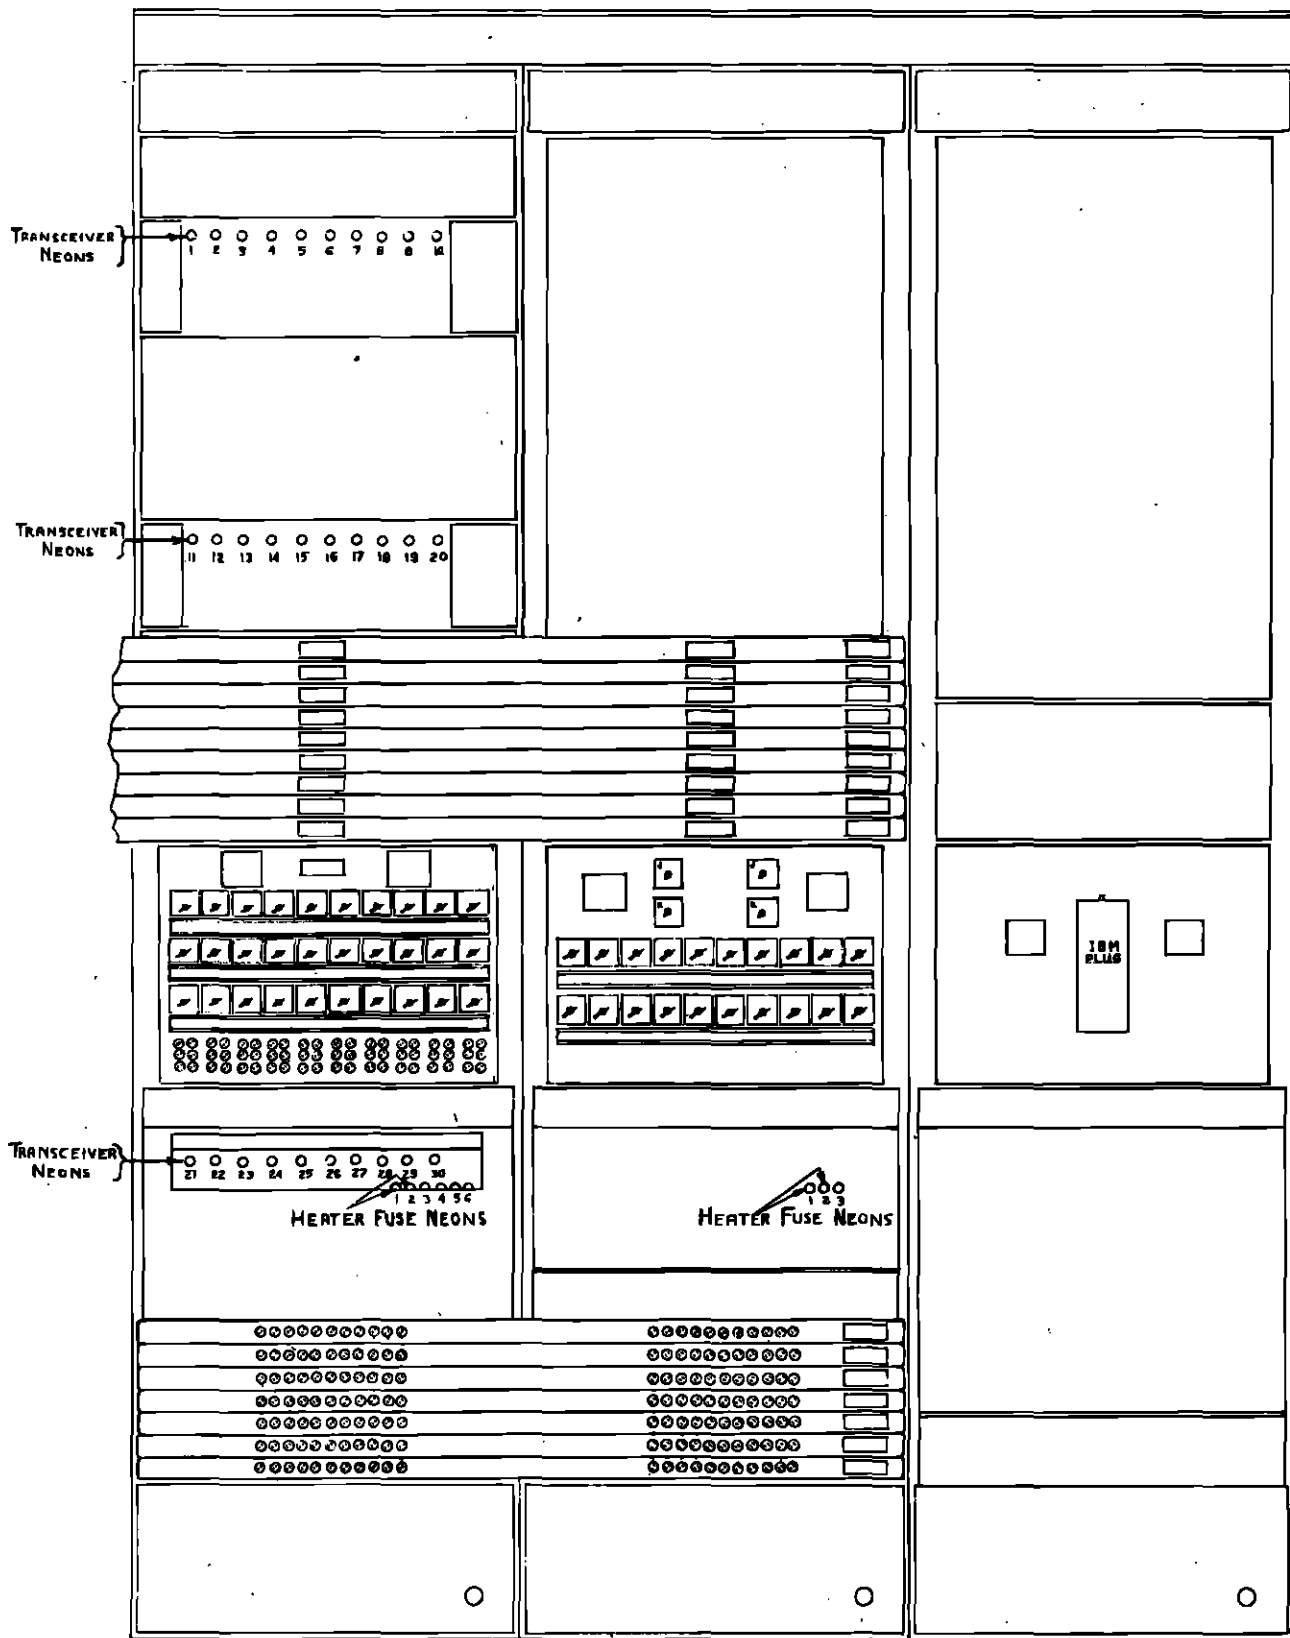 TRANSCEIVER
NEONS
1 2 3 4 5 6 7 8 9 10
TRANSCEIVER
NEONS
11 12 13 14 15 16 17 18 19 20
IBM
PLUG
TRANSCEIVER
NEONS
21 22 23 24 25 26 27 28 29 30
1 2 3 4 5 6
HEATER FUSE NEONS
1 2 3
HEATER FUSE NEONS